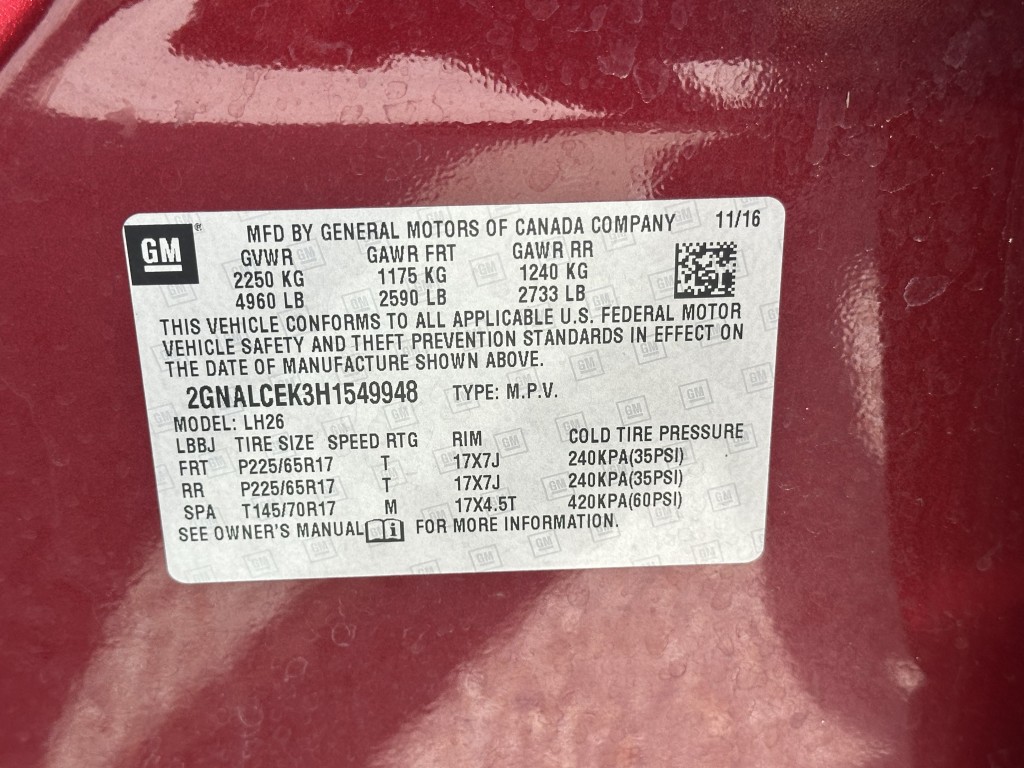 GM®
MFD BY GENERAL MOTORS OF CANADA COMPANY 11/16
GVWR GAWR FRT GAWR RR
2250 KG 1175 KG 1240 KG
4960 LB 2590 LB 2733 LB
THIS VEHICLE CONFORMS TO ALL APPLICABLE U.S. FEDERAL MOTOR
VEHICLE SAFETY AND THEFT PREVENTION STANDARDS IN EFFECT ON
THE DATE OF MANUFACTURE SHOWN ABOVE.
2GNALCEK3H1549948 TYPE: M.P.V.
MODEL: LH26
LBBJ TIRE SIZE SPEED RTG RIM COLD TIRE PRESSURE
FRT P225/65R17 T 17X7J 240KPA(35PSI)
RR P225/65R17 T 17X7J 240KPA(35PSI)
SPA T145/70R17 M 17X4.5T 420KPA(60PSI)
SEE OWNER'S MANUAL i FOR MORE INFORMATION.